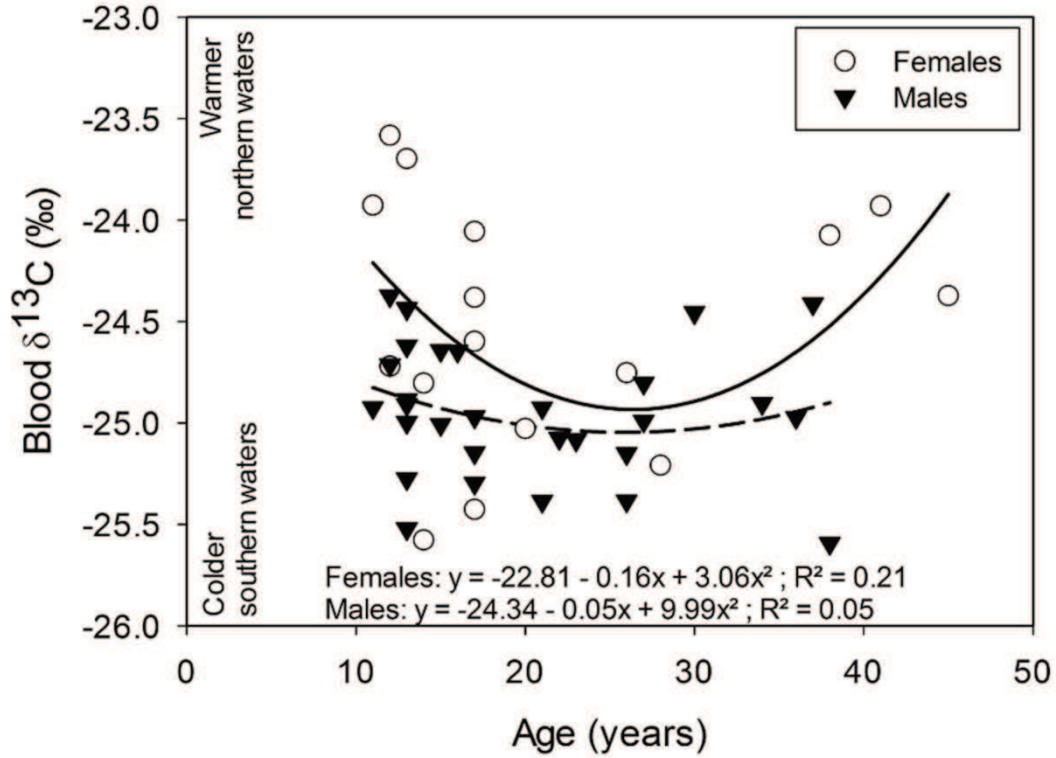 -23.0
-23.5
-24.0
-24.5
-25.0
-25.5
-26.0
Blood δ¹³C (‰)
Warmer
northern waters
Colder
southern waters
Females
Males
Females: y = -22.81 - 0.16x + 3.06x² ; R² = 0.21
Males: y = -24.34 - 0.05x + 9.99x² ; R² = 0.05
0 10 20 30 40 50
Age (years)